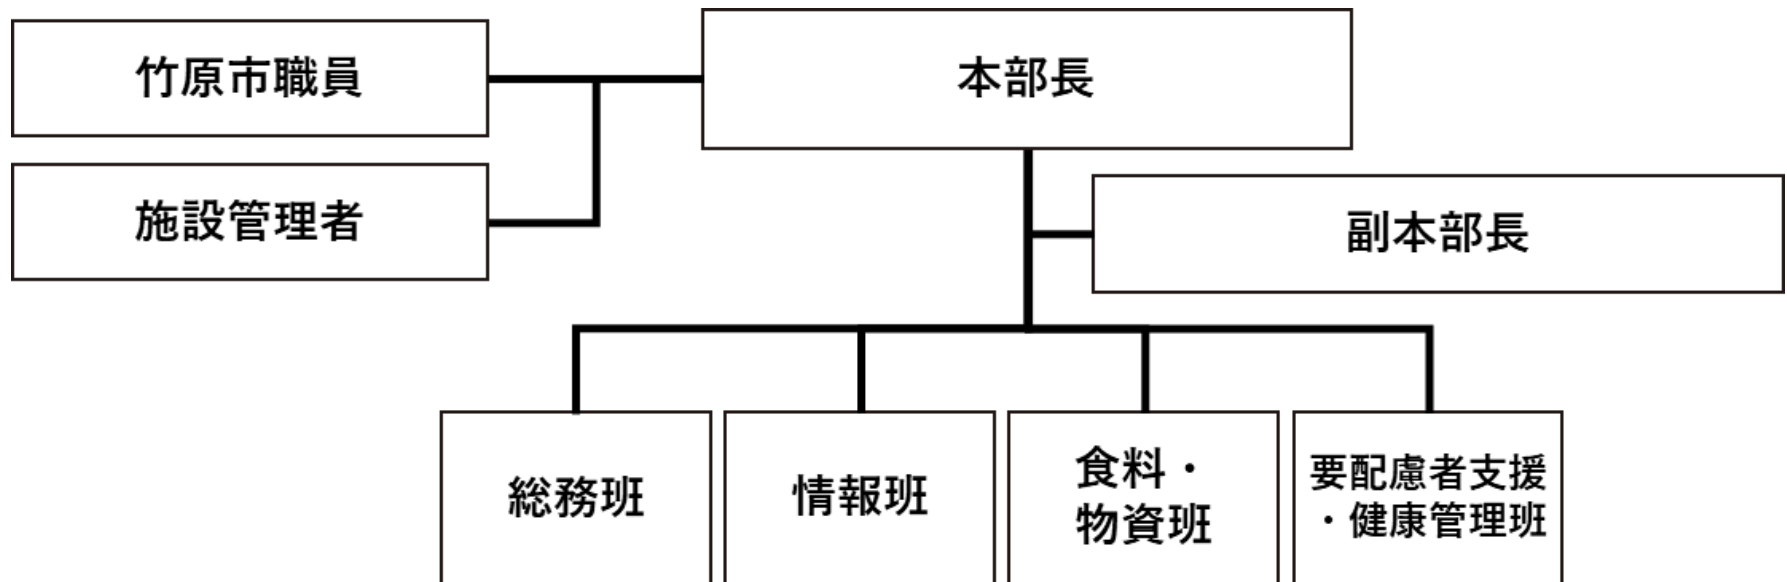 竹原市職員
本部長
施設管理者
副本部長
総務班
情報班
食料・
物資班
要配慮者支援
・健康管理班